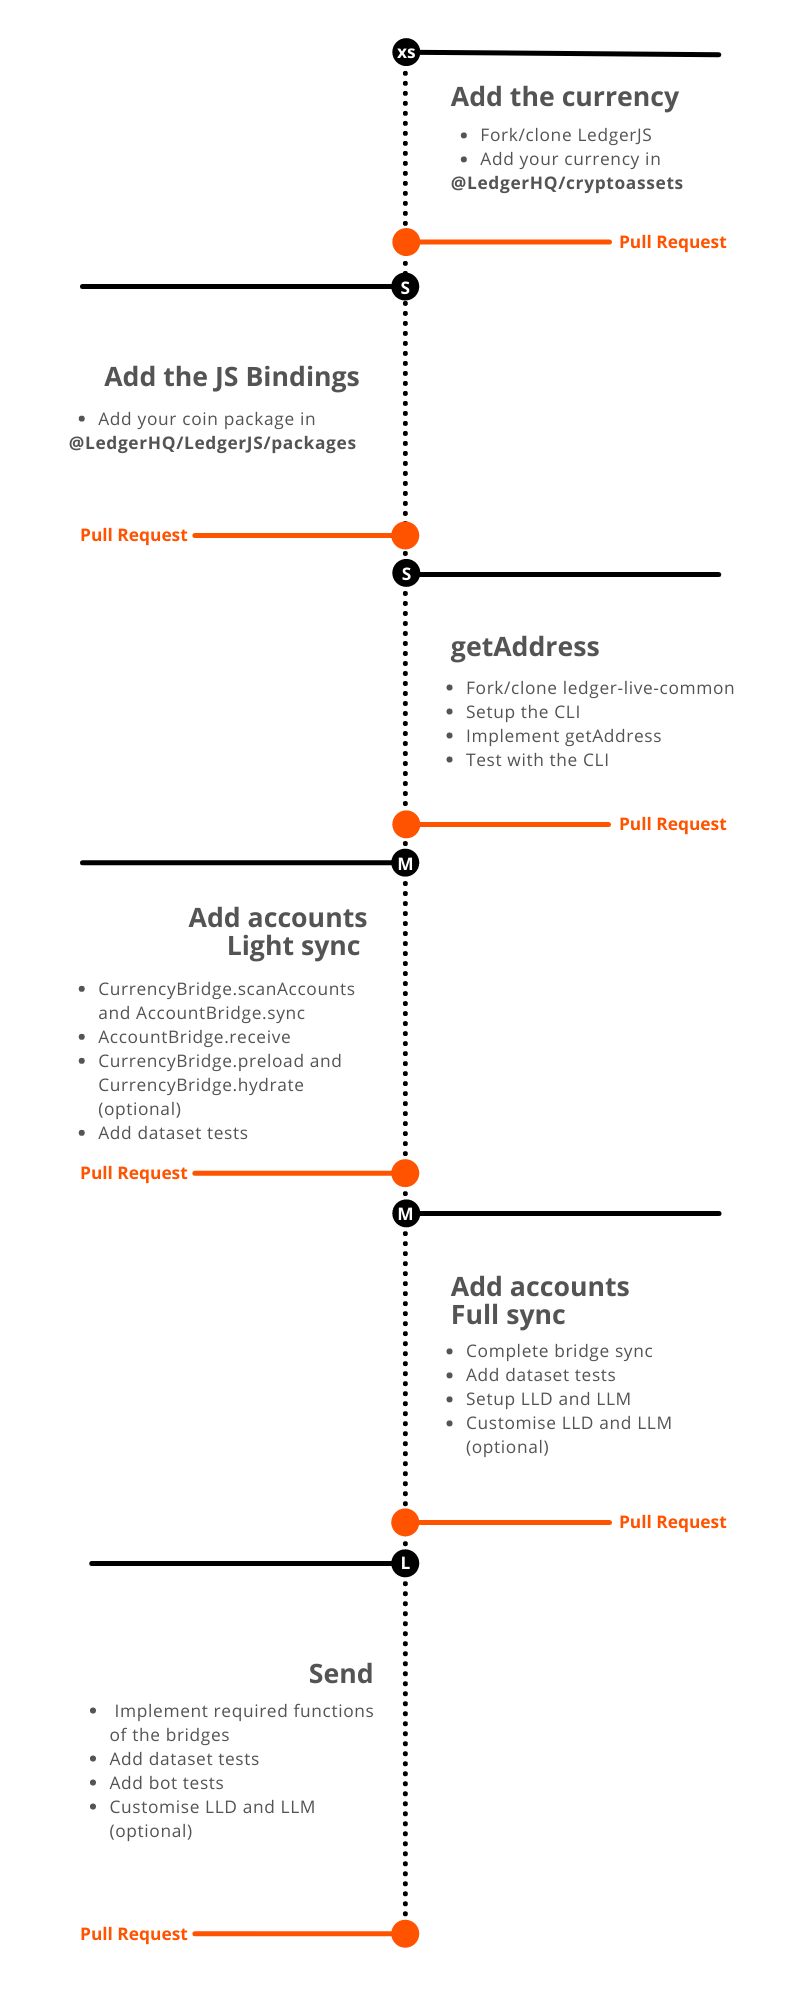 xs
Add the currency
• Fork/clone LedgerJS
• Add your currency in
@LedgerHQ/cryptoassets
Pull Request
S
Add the JS Bindings
• Add your coin package in
@LedgerHQ/LedgerJS/packages
Pull Request
S
getAddress
• Fork/clone ledger-live-common
• Setup the CLI
• Implement getAddress
• Test with the CLI
Pull Request
M
Add accounts
Light sync
• CurrencyBridge.scanAccounts
and AccountBridge.sync
• AccountBridge.receive
• CurrencyBridge.preload and
CurrencyBridge.hydrate
(optional)
• Add dataset tests
Pull Request
M
Add accounts
Full sync
• Complete bridge sync
• Add dataset tests
• Setup LLD and LLM
• Customise LLD and LLM
(optional)
Pull Request
L
Send
• Implement required functions
of the bridges
• Add dataset tests
• Add bot tests
• Customise LLD and LLM
(optional)
Pull Request